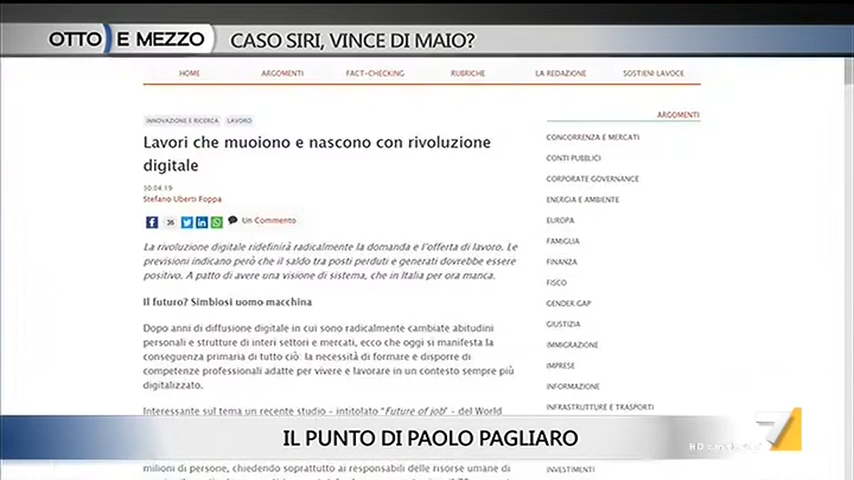 OTTO E MEZZO
CASO SIRI, VINCE DI MAIO?
HOME ARGOMENTI FACT-CHECKING RUBRICHE LA REDAZIONE SOSTIENI LAVOCE
INNOVAZIONE E RICERCA LAVORO
Lavori che muoiono e nascono con rivoluzione
digitale
30.04.19
Stefano Uberti Foppa
36 Un Commento
La rivoluzione digitale ridefinirà radicalmente la domanda e l'offerta di lavoro. Le
previsioni indicano però che il saldo tra posti perduti e generati dovrebbe essere
positivo. A patto di avere una visione di sistema, che in Italia per ora manca.
Il futuro? Simbiosi uomo macchina
Dopo anni di diffusione digitale in cui sono radicalmente cambiate abitudini
personali e strutture di interi settori e mercati, ecco che oggi si manifesta la
conseguenza primaria di tutto ciò: la necessità di formare e disporre di
competenze professionali adatte per vivere e lavorare in un contesto sempre più
digitalizzato.
Interessante sul tema un recente studio – intitolato "Future of job" – del World
milioni di persone, chiedendo soprattutto ai responsabili delle risorse umane di
ARGOMENTI
CONCORRENZA E MERCATI
CONTI PUBBLICI
CORPORATE GOVERNANCE
ENERGIA E AMBIENTE
EUROPA
FAMIGLIA
FINANZA
FISCO
GENDER GAP
GIUSTIZIA
IMMIGRAZIONE
IMPRESE
INFORMAZIONE
INFRASTRUTTURE E TRASPORTI
INVESTIMENTI
IL PUNTO DI PAOLO PAGLIARO
7